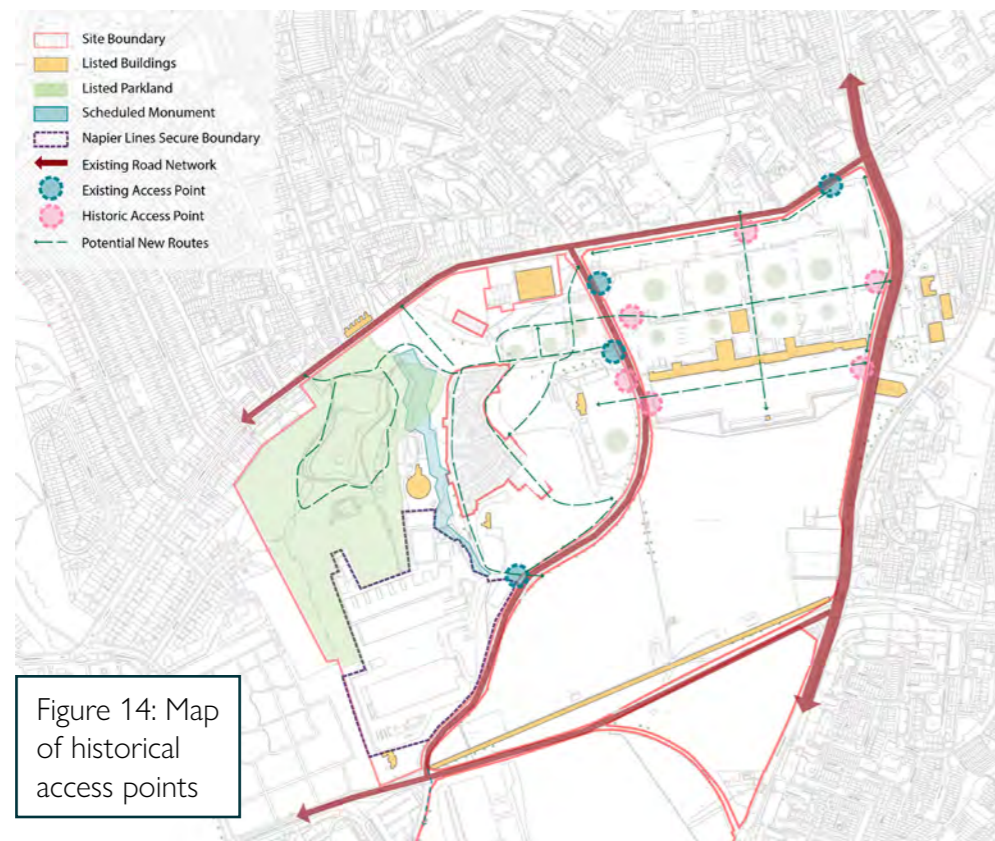 Site Boundary
Listed Buildings
Listed Parkland
Scheduled Monument
Napier Lines Secure Boundary
Existing Road Network
Existing Access Point
Historic Access Point
Potential New Routes
Figure 14: Map
of historical
access points